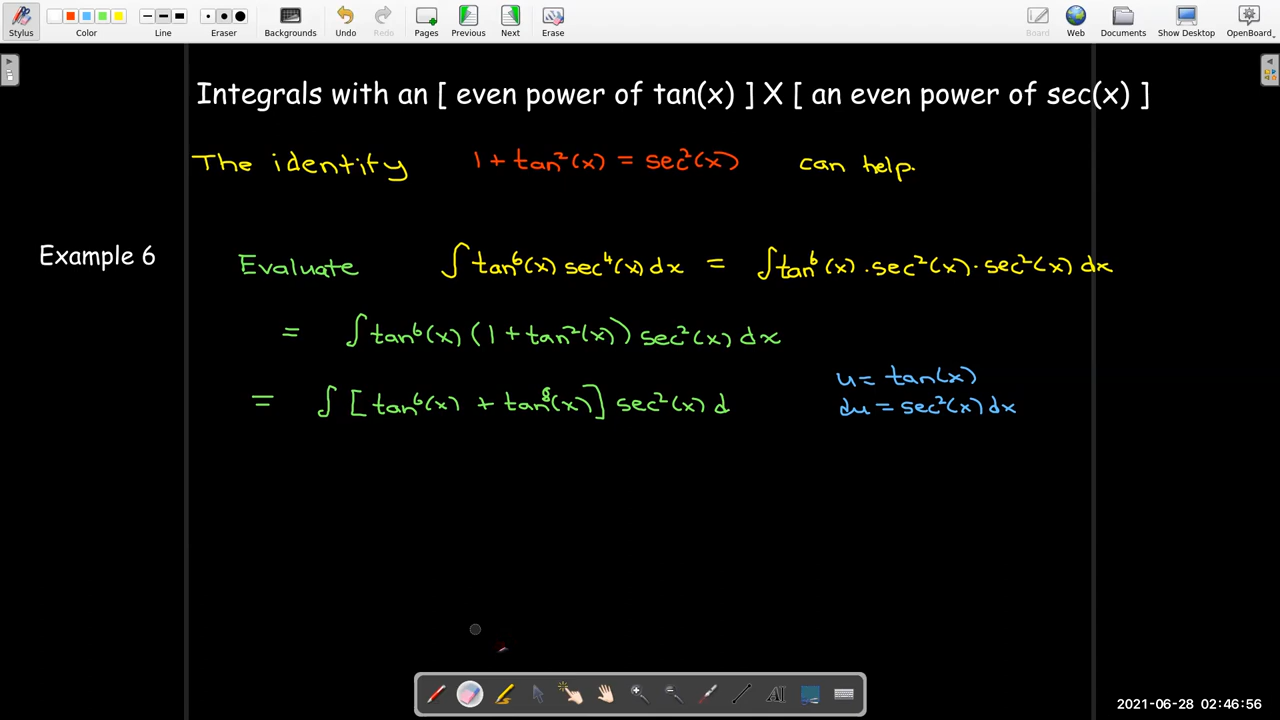 Stylus Color Line Eraser Backgrounds Undo Redo Pages Previous Next Erase Board Web Documents Show Desktop OpenBoard
Integrals with an [ even power of tan(x) ] X [ an even power of sec(x) ]
The identity 1 + tan²(x) = sec²(x) can help.
Example 6 Evaluate ∫ tan⁶(x) sec⁴(x) dx = ∫ tan⁶(x) · sec²(x) · sec²(x) dx
= ∫ tan⁶(x) (1 + tan²(x)) sec²(x) dx
u = tan(x)
= ∫ [ tan⁶(x) + tan⁸(x) ] sec²(x) d
du = sec²(x) dx
AI
2021-06-28 02:46:56